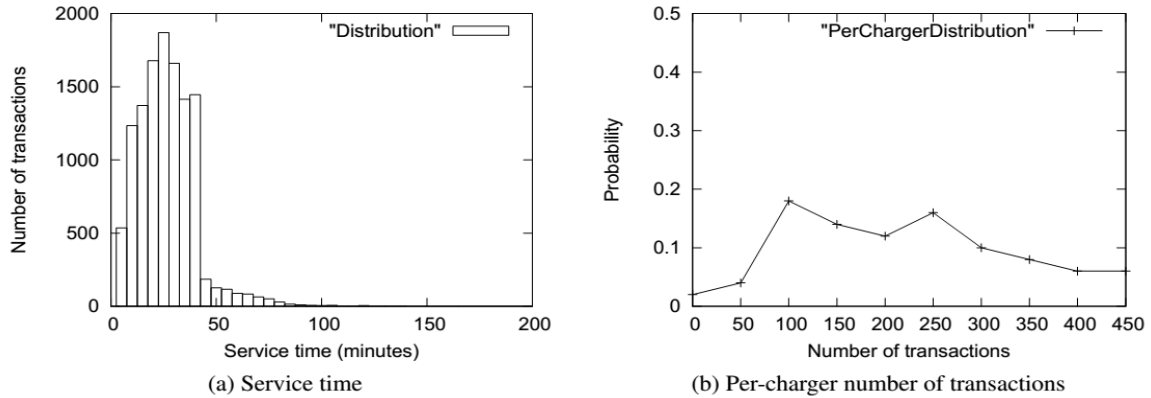 2000
1500
1000
500
0
Number of transactions
"Distribution"
0 50 100 150 200
Service time (minutes)
(a) Service time
0.5
0.4
0.3
0.2
0.1
0
Probability
"PerChargerDistribution"
0 50 100 150 200 250 300 350 400 450
Number of transactions
(b) Per-charger number of transactions